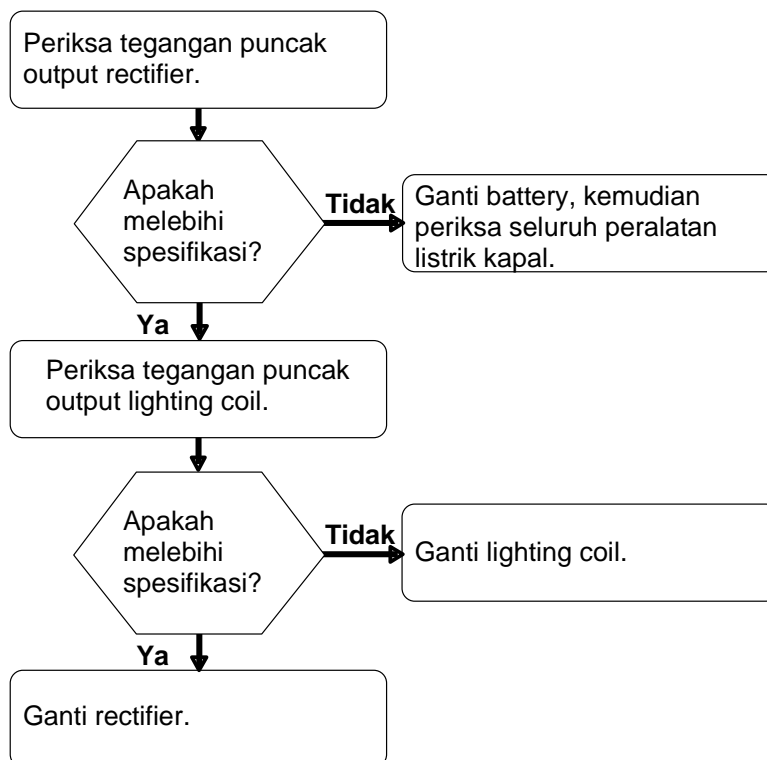 Periksa tegangan puncak
output rectifier.
Apakah
melebihi
spesifikasi?
Tidak
Ganti battery, kemudian
periksa seluruh peralatan
listrik kapal.
Ya
Periksa tegangan puncak
output lighting coil.
Apakah
melebihi
spesifikasi?
Tidak
Ganti lighting coil.
Ya
Ganti rectifier.